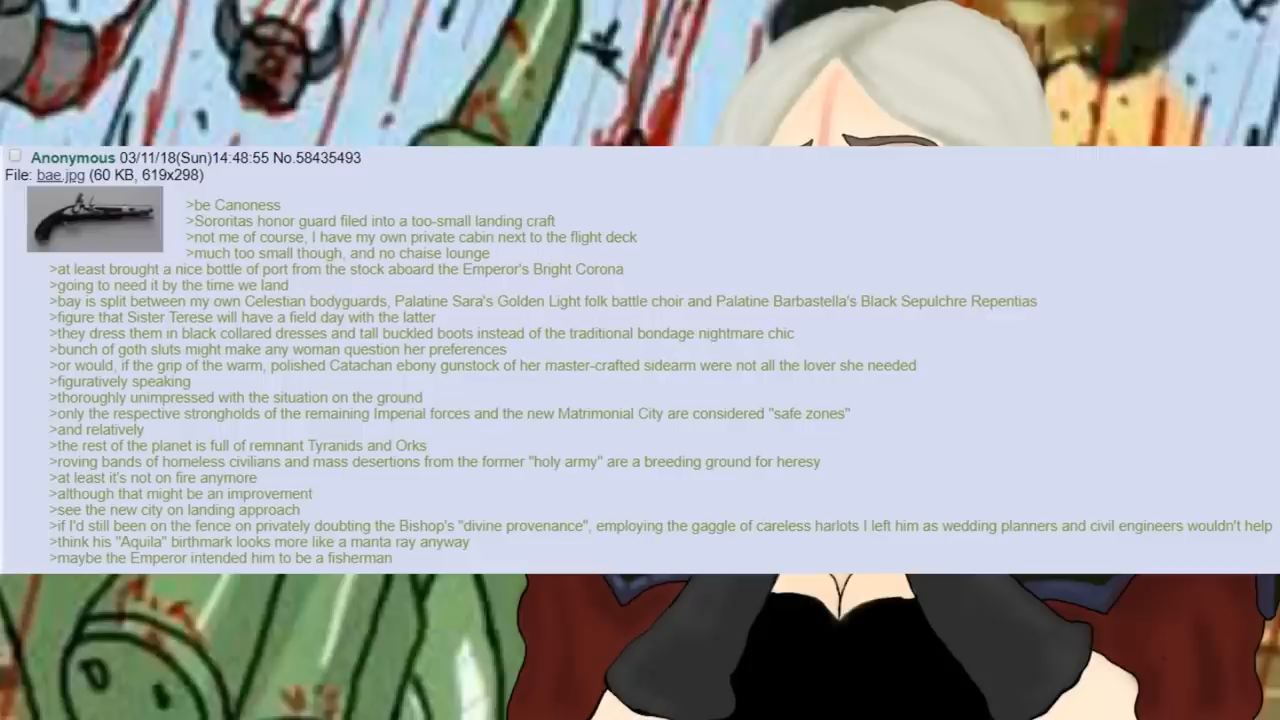 Anonymous 03/11/18(Sun)14:48:55 No.58435493
File: bae.jpg (60 KB, 619x298)
>be Canoness
>Sororitas honor guard filed into a too-small landing craft
>not me of course, I have my own private cabin next to the flight deck
>much too small though, and no chaise lounge
>at least brought a nice bottle of port from the stock aboard the Emperor's Bright Corona
>going to need it by the time we land
>bay is split between my own Celestian bodyguards, Palatine Sara's Golden Light folk battle choir and Palatine Barbastella's Black Sepulchre Repentias
>figure that Sister Terese will have a field day with the latter
>they dress them in black collared dresses and tall buckled boots instead of the traditional bondage nightmare chic
>bunch of goth sluts might make any woman question her preferences
>or would, if the grip of the warm, polished Catachan ebony gunstock of her master-crafted sidearm were not all the lover she needed
>figuratively speaking
>thoroughly unimpressed with the situation on the ground
>only the respective strongholds of the remaining Imperial forces and the new Matrimonial City are considered "safe zones"
>and relatively
>the rest of the planet is full of remnant Tyranids and Orks
>roving bands of homeless civilians and mass desertions from the former "holy army" are a breeding ground for heresy
>at least it's not on fire anymore
>although that might be an improvement
>see the new city on landing approach
>if I'd still been on the fence on privately doubting the Bishop's "divine provenance", employing the gaggle of careless harlots I left him as wedding planners and civil engineers wouldn't help
>think his "Aquila" birthmark looks more like a manta ray anyway
>maybe the Emperor intended him to be a fisherman